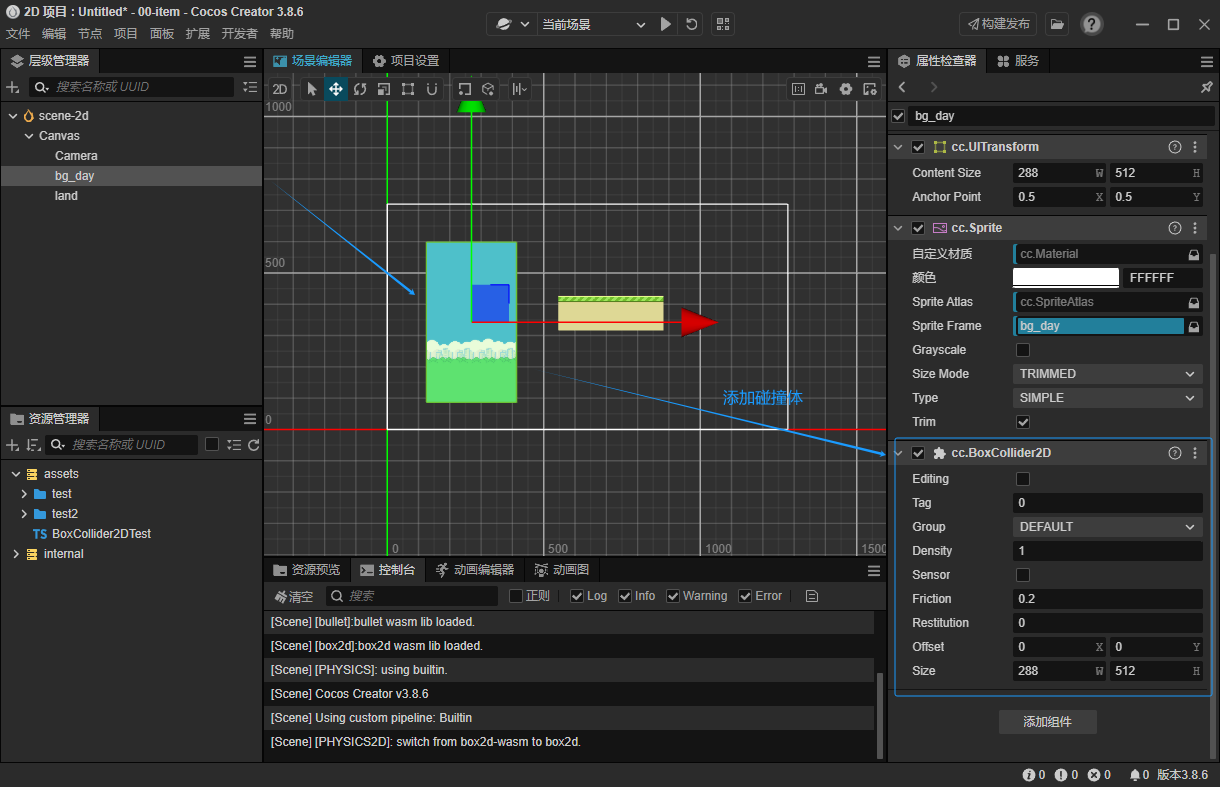 2D 项目 : Untitled* - 00-item - Cocos Creator 3.8.6
文件 编辑 节点 项目 面板 扩展 开发者 帮助
当前场景
构建发布
层级管理器
搜索名称或 UUID
scene-2d
Canvas
Camera
bg_day
land
资源管理器
搜索名称或 UUID
assets
test
test2
TS BoxCollider2DTest
internal
场景编辑器 项目设置
2D
1000
500
0
0 500 1000 1500
添加碰撞体
资源预览 控制台 动画编辑器 动画图
清空 搜索 正则 Log Info Warning Error
[Scene] [bullet]:bullet wasm lib loaded.
[Scene] [box2d]:box2d wasm lib loaded.
[Scene] [PHYSICS]: using builtin.
[Scene] Cocos Creator v3.8.6
[Scene] Using custom pipeline: Builtin
[Scene] [PHYSICS2D]: switch from box2d-wasm to box2d.
属性检查器 服务
bg_day
cc.UITransform
Content Size 288 W 512 H
Anchor Point 0.5 X 0.5 Y
cc.Sprite
自定义材质 cc.Material
颜色 FFFFFF
Sprite Atlas cc.SpriteAtlas
Sprite Frame bg_day
Grayscale
Size Mode TRIMMED
Type SIMPLE
Trim
cc.BoxCollider2D
Editing
Tag 0
Group DEFAULT
Density 1
Sensor
Friction 0.2
Restitution 0
Offset 0 X 0 Y
Size 288 W 512 H
添加组件
0 0 0 0 版本3.8.6